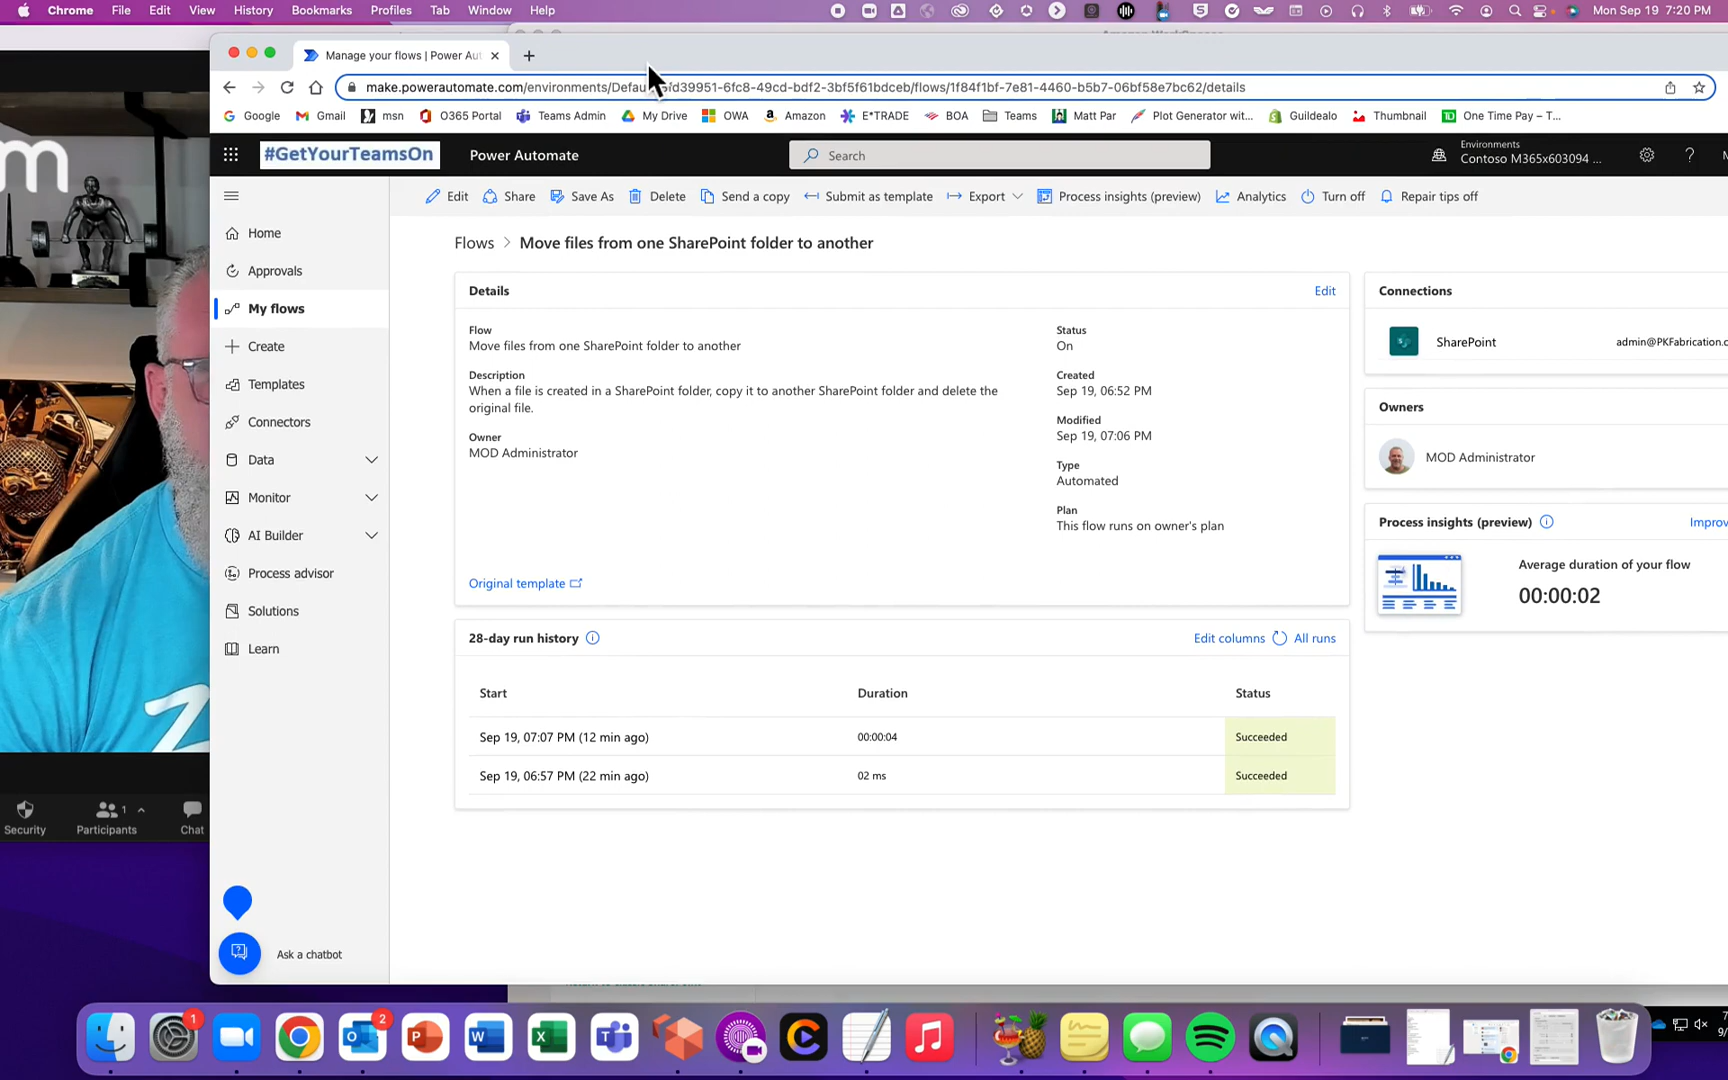 Chrome File Edit View History Bookmarks Profiles Tab Window Help Mon Sep 19 7:20 PM
Manage your flows | Power Aut
make.powerautomate.com/environments/Defau fd39951-6fc8-49cd-bdf2-3bf5f61bdceb/flows/1f84f1bf-7e81-4460-b5b7-06bf58e7bc62/details
Google Gmail msn O365 Portal Teams Admin My Drive OWA Amazon E*TRADE BOA Teams Matt Par Plot Generator wit... Guildealo Thumbnail One Time Pay – T...
#GetYourTeamsOn Power Automate Search Environments
Contoso M365x603094 ...
Edit Share Save As Delete Send a copy Submit as template Export Process insights (preview) Analytics Turn off Repair tips off
Home
Approvals
My flows
Create
Templates
Connectors
Data
Monitor
AI Builder
Process advisor
Solutions
Learn
Ask a chatbot
Flows > Move files from one SharePoint folder to another
Details Edit
Flow
Move files from one SharePoint folder to another
Description
When a file is created in a SharePoint folder, copy it to another SharePoint folder and delete the
original file.
Owner
MOD Administrator
Status
On
Created
Sep 19, 06:52 PM
Modified
Sep 19, 07:06 PM
Type
Automated
Plan
This flow runs on owner's plan
Original template
28-day run history Edit columns All runs
Start Duration Status
Sep 19, 07:07 PM (12 min ago) 00:00:04 Succeeded
Sep 19, 06:57 PM (22 min ago) 02 ms Succeeded
Connections
SharePoint admin@PKFabrication.c
Owners
MOD Administrator
Process insights (preview) Improv
Average duration of your flow
00:00:02
Security Participants 1 Chat
1
2